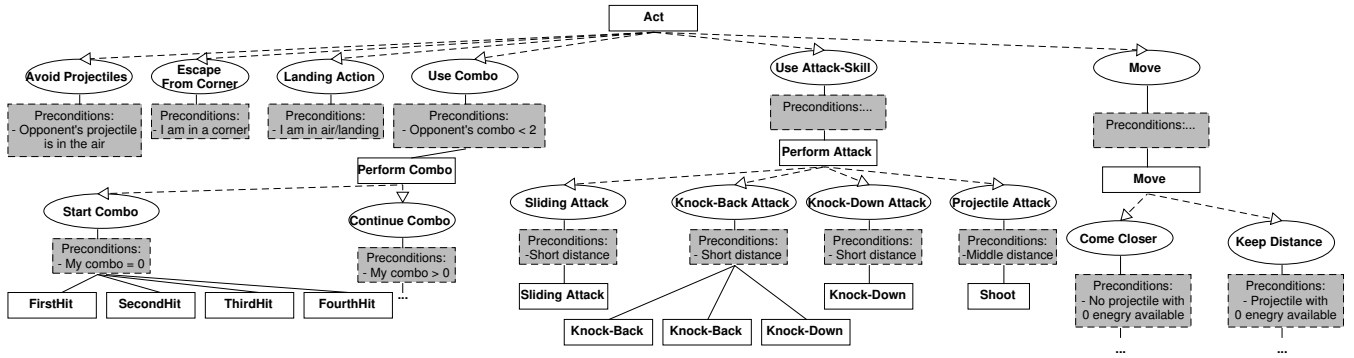 Act
Avoid Projectiles
Escape
From Corner
Landing Action
Use Combo
Use Attack-Skill
Move
Preconditions:
- Opponent's projectile
is in the air
Preconditions:
- I am in a corner
Preconditions:
- I am in air/landing
Preconditions:
- Opponent's combo < 2
Preconditions:...
Preconditions:...
Perform Combo
Perform Attack
Move
Start Combo
Continue Combo
Sliding Attack
Knock-Back Attack
Knock-Down Attack
Projectile Attack
Come Closer
Keep Distance
Preconditions:
- My combo = 0
Preconditions:
- My combo > 0
...
Preconditions:
-Short distance
Preconditions:
- Short distance
Preconditions:
- Short distance
Preconditions:
-Middle distance
Preconditions:
- No projectile with
0 enegry available
...
Preconditions:
- Projectile with
0 enegry available
...
FirstHit
SecondHit
ThirdHit
FourthHit
Sliding Attack
Knock-Back
Knock-Back
Knock-Down
Knock-Down
Shoot